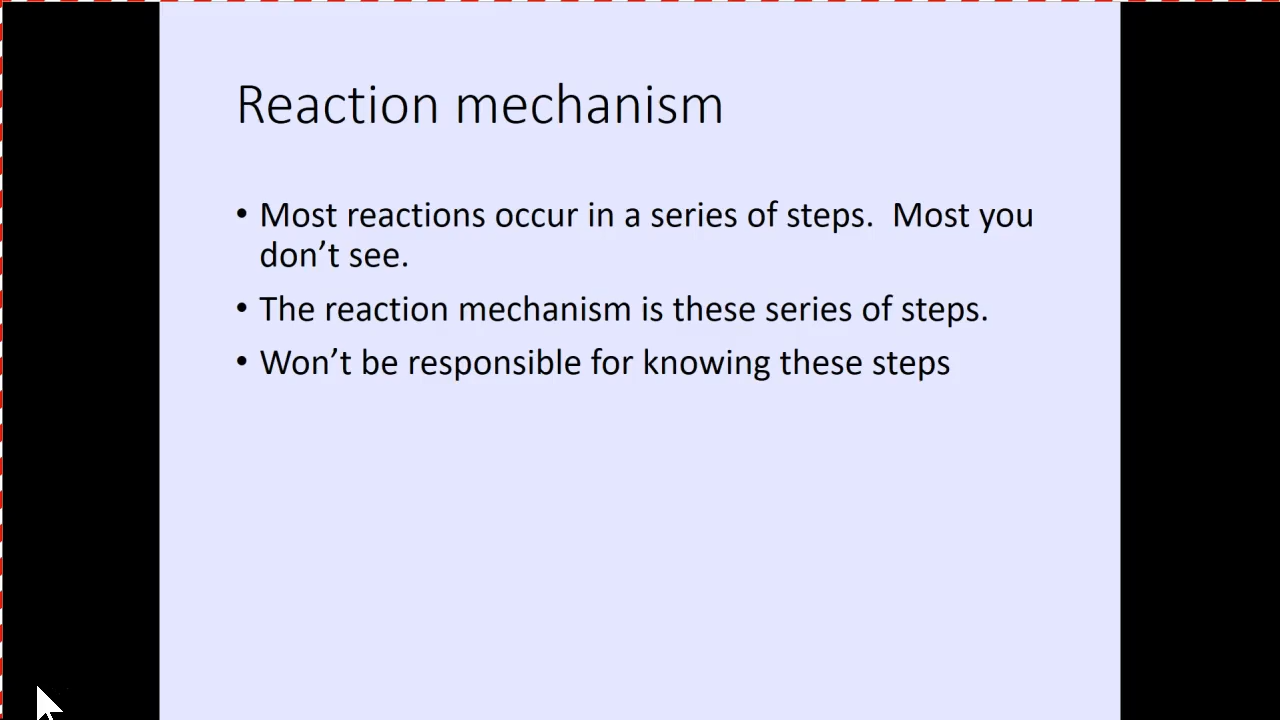 Reaction mechanism
• Most reactions occur in a series of steps.  Most you
don’t see.
• The reaction mechanism is these series of steps.
• Won’t be responsible for knowing these steps